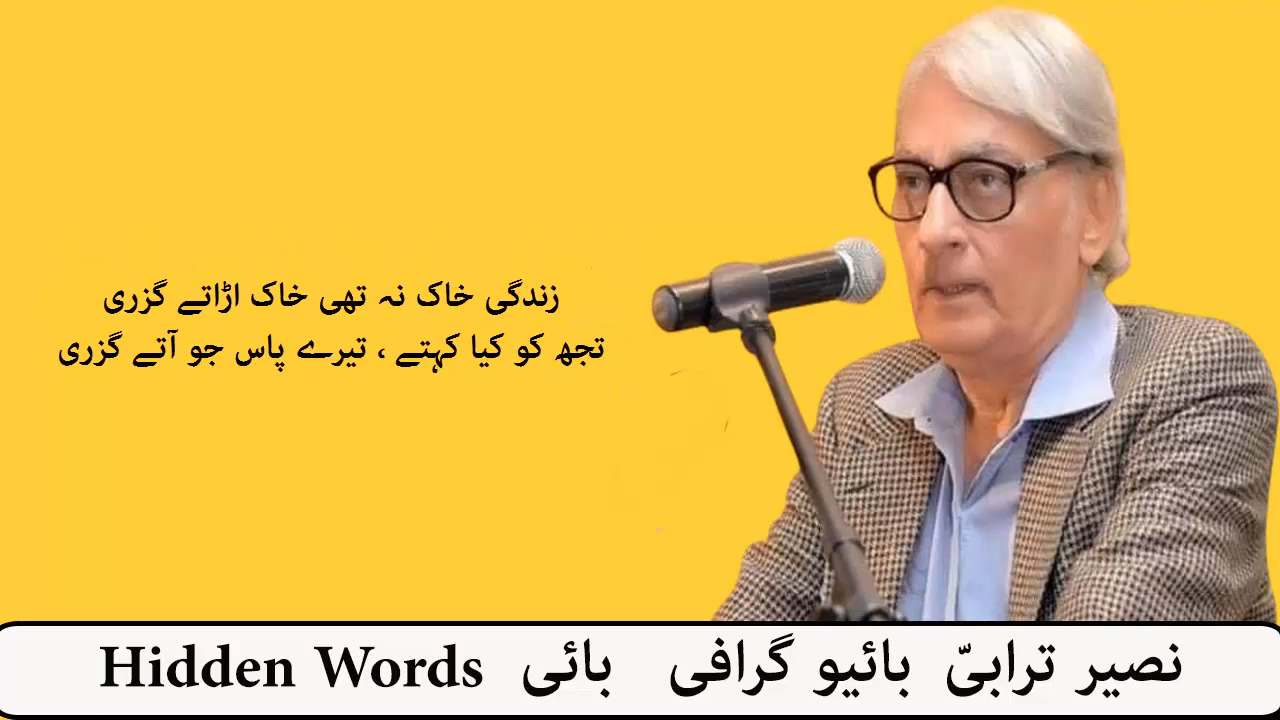 زندگی خاک نہ تھی خاک اڑاتے گزری
تجھ کو کیا کہتے ، تیرے پاس جو آتے گزری
نصیر ترابیّ بائیو گرافی بائی Hidden Words